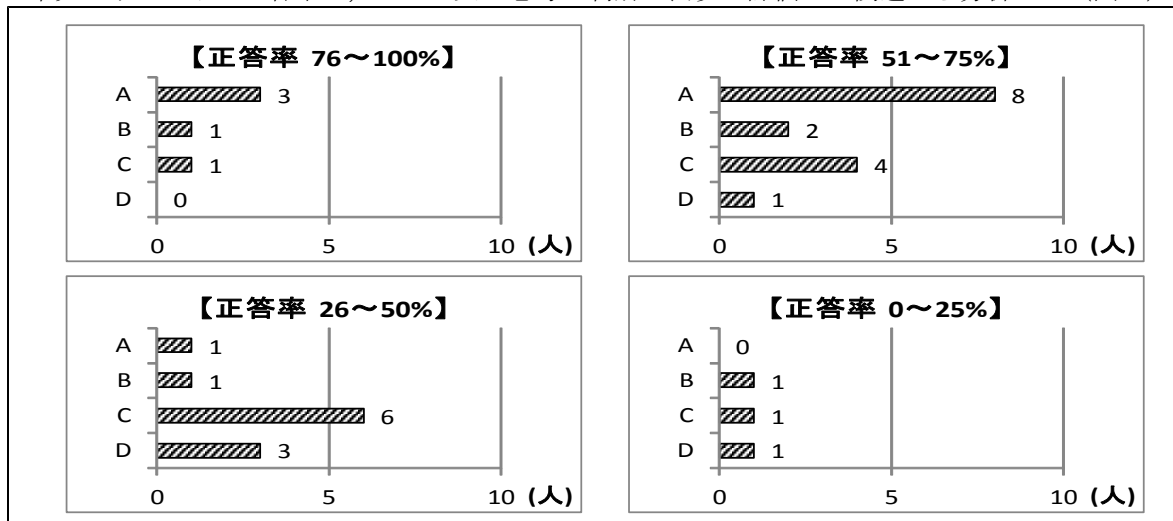 【正答率 76～100%】
A 3
B 1
C 1
D 0
0 5 10 (人)
【正答率 51～75%】
A 8
B 2
C 4
D 1
0 5 10 (人)
【正答率 26～50%】
A 1
B 1
C 6
D 3
0 5 10 (人)
【正答率 0～25%】
A 0
B 1
C 1
D 1
0 5 10 (人)